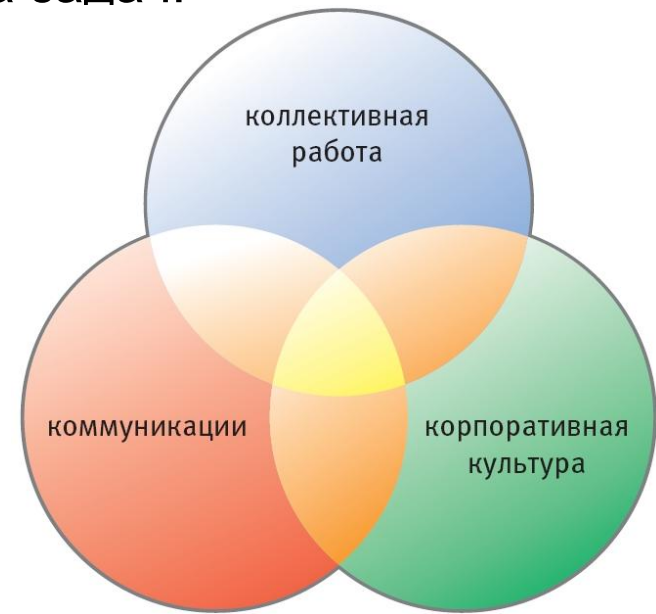 коллективная
работа
коммуникации
корпоративная
культура